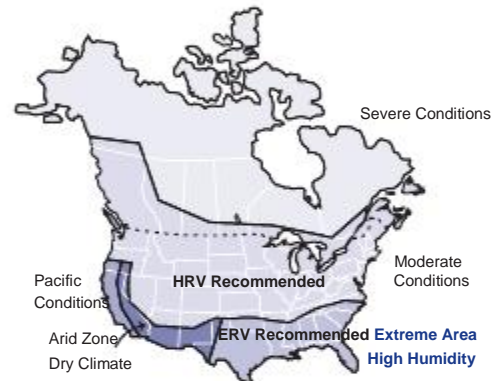 Severe Conditions
Moderate
Conditions
HRV Recommended
Pacific
Conditions
ERV Recommended Extreme Area
High Humidity
Arid Zone
Dry Climate